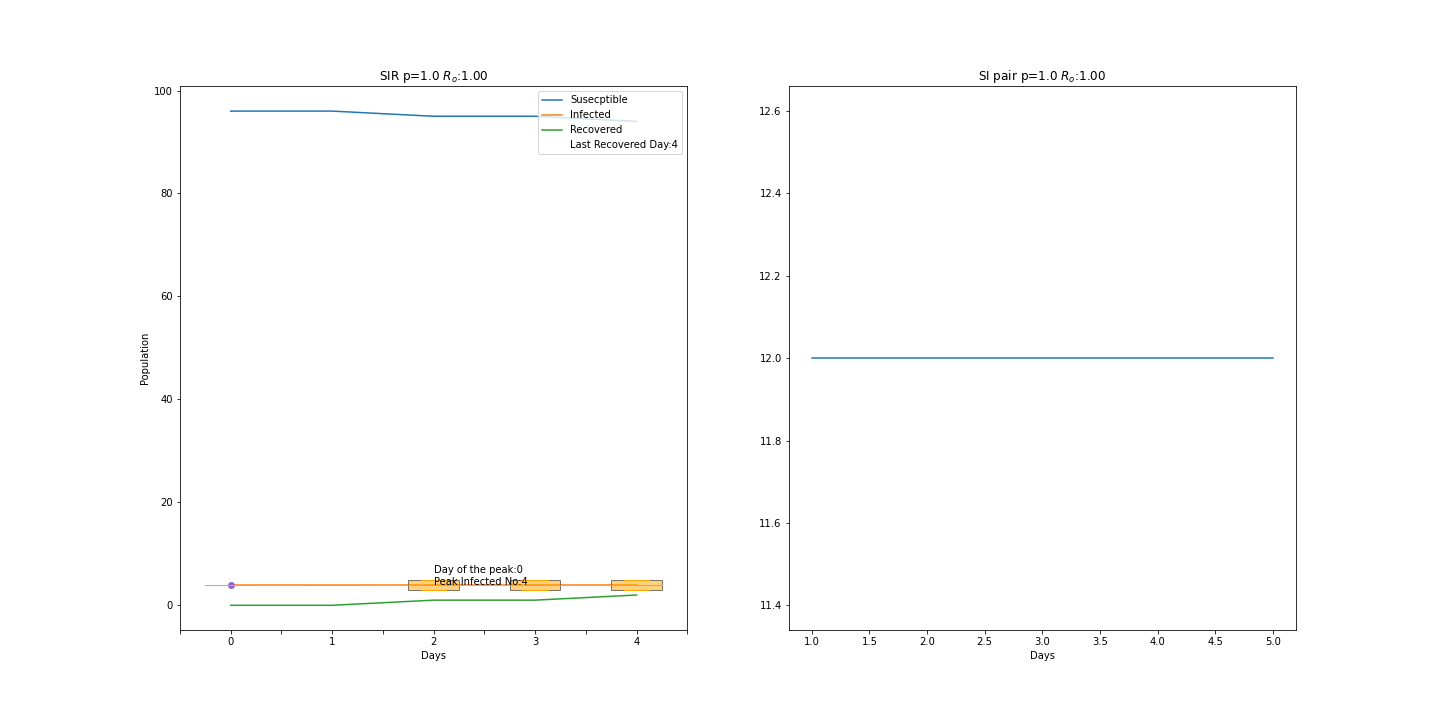 SIR p=1.0 Rₒ:1.00
100
80
60
40
20
0
Population
Susecptible
Infected
Recovered
Last Recovered Day:4
Day of the peak:0
Peak Infected No:4
0 1 2 3 4
Days
SI pair p=1.0 Rₒ:1.00
12.6
12.4
12.2
12.0
11.8
11.6
11.4
1.0 1.5 2.0 2.5 3.0 3.5 4.0 4.5 5.0
Days